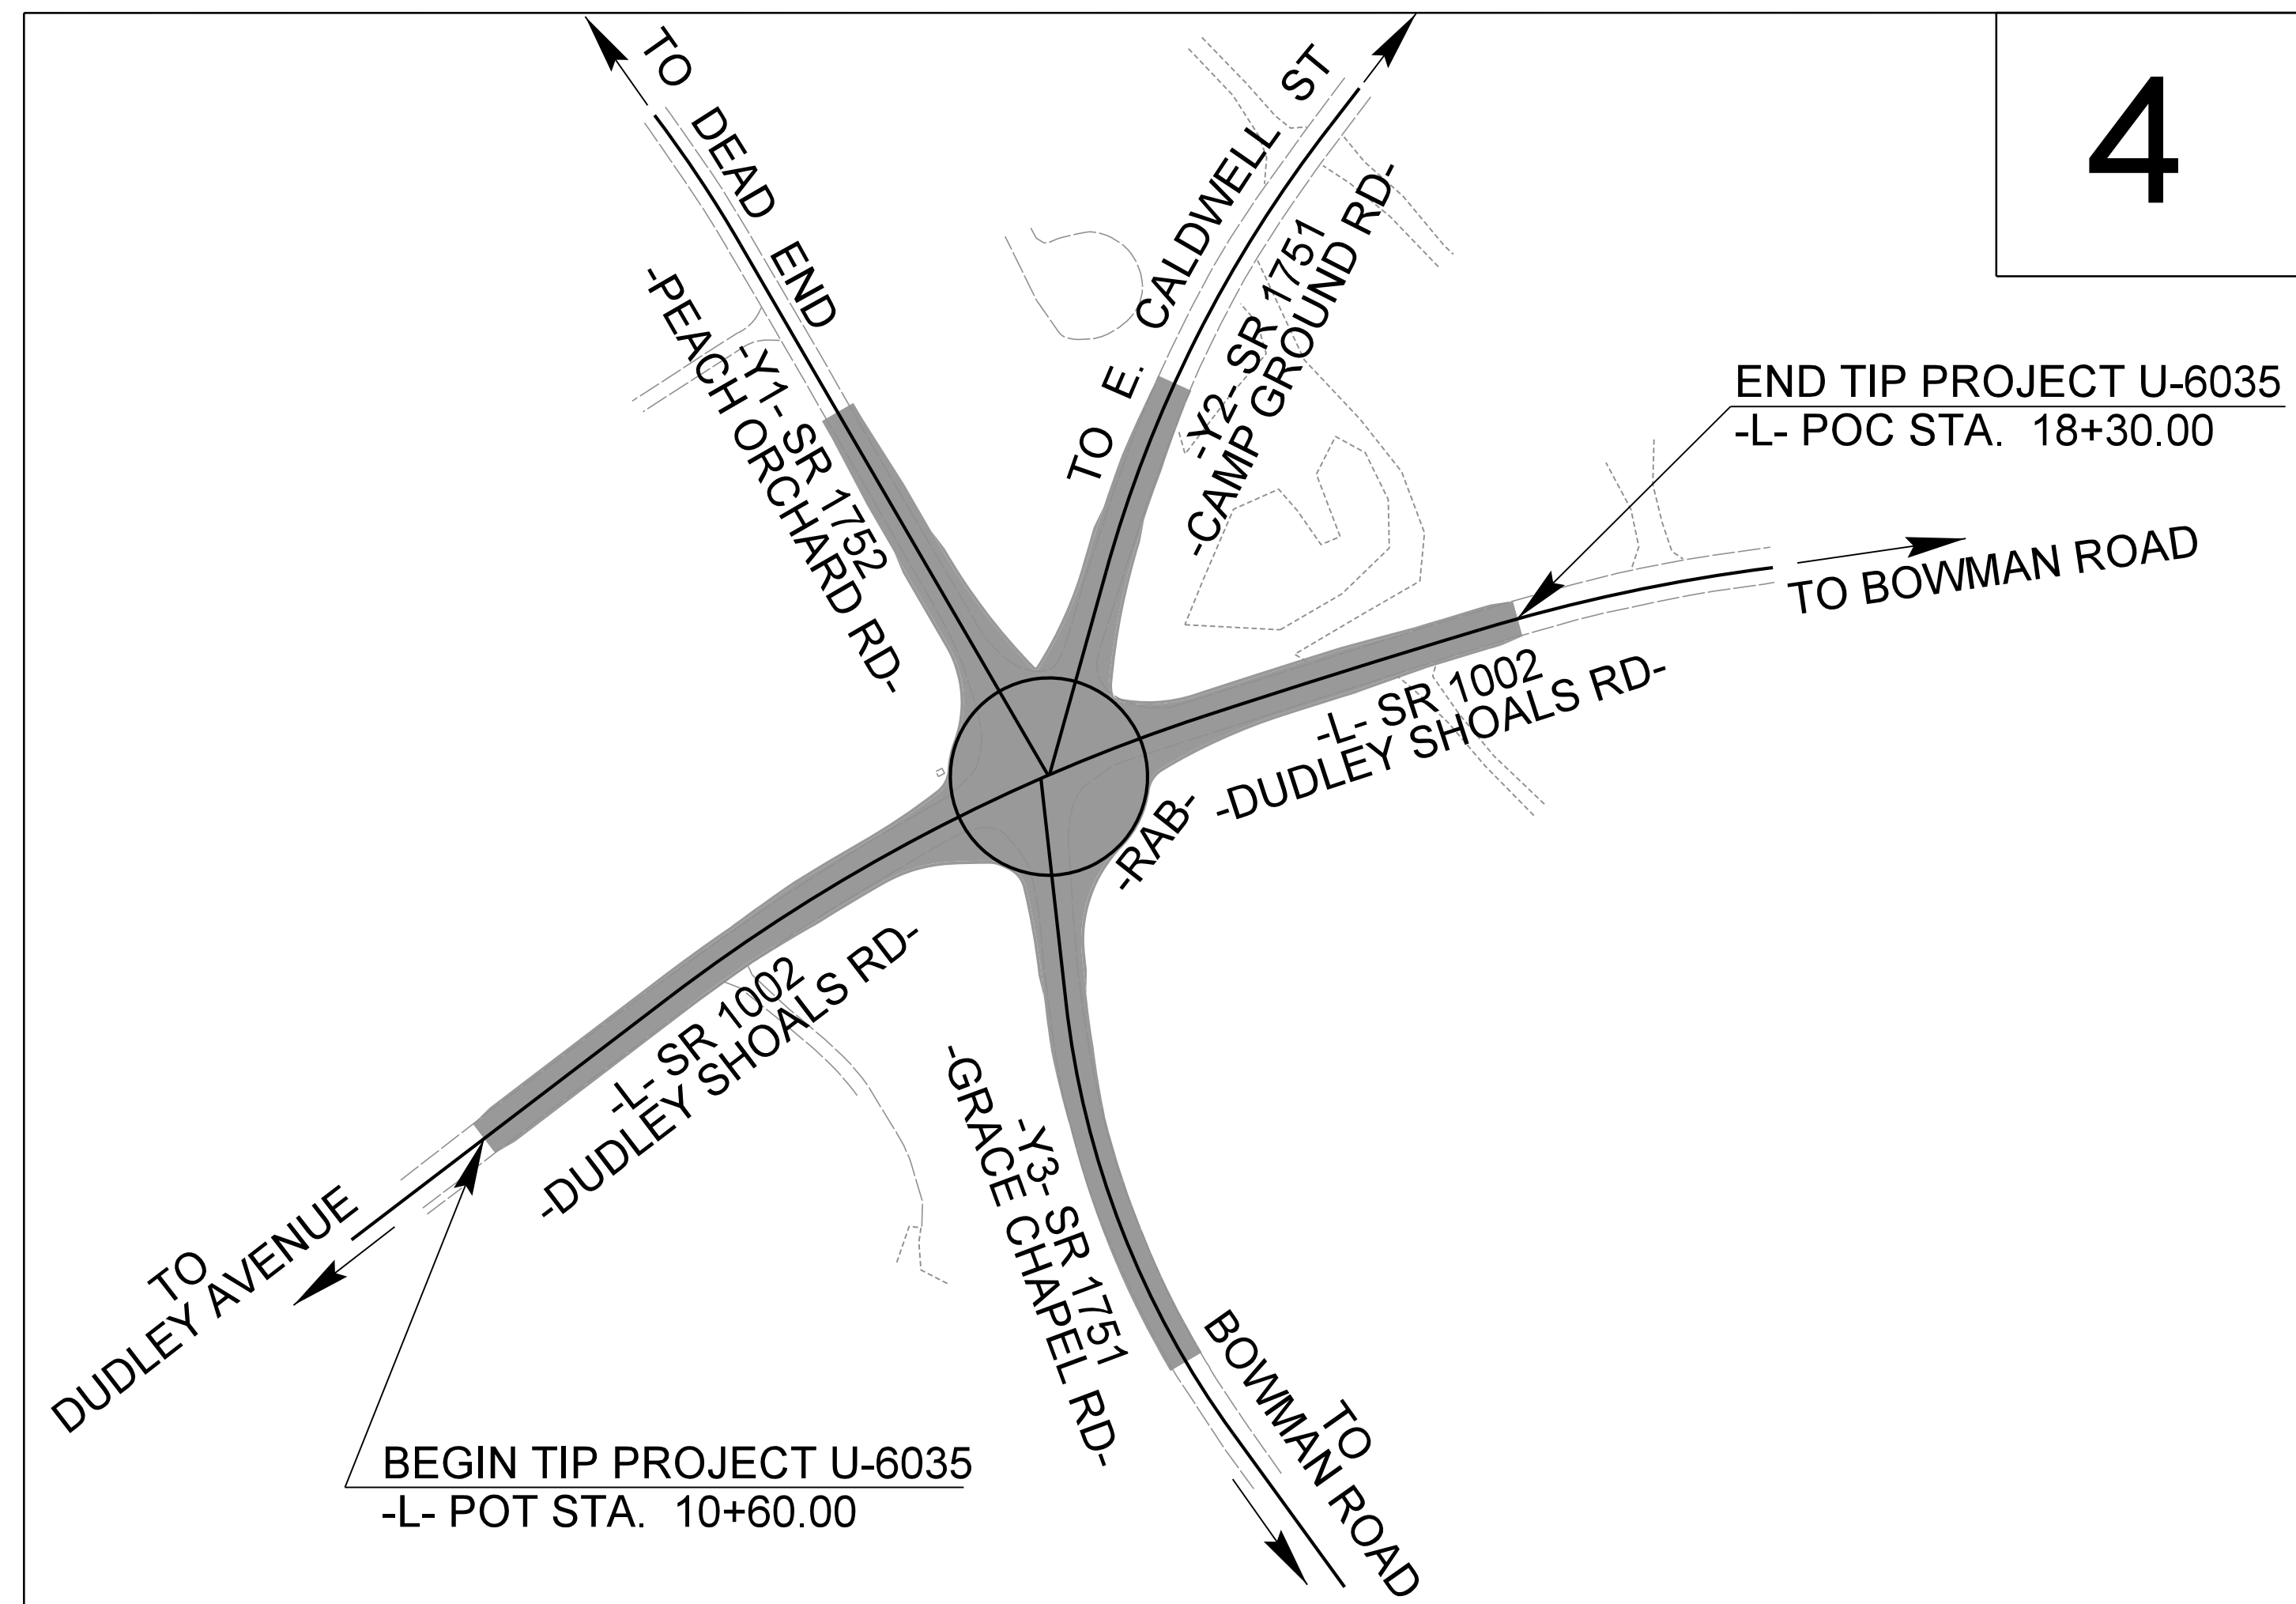 4
TO DEAD END
-Y1- SR 1752
-PEACH ORCHARD RD-
TO E. CALDWELL ST
-Y2- SR 1751
-CAMP GROUND RD-
END TIP PROJECT U-6035
-L- POC STA. 18+30.00
TO BOWMAN ROAD
-L- SR 1002
-DUDLEY SHOALS RD-
-RAB-
-L- SR 1002
-DUDLEY SHOALS RD-
TO
DUDLEY AVENUE
-Y3- SR 1751
-GRACE CHAPEL RD-
TO
BOWMAN ROAD
BEGIN TIP PROJECT U-6035
-L- POT STA. 10+60.00